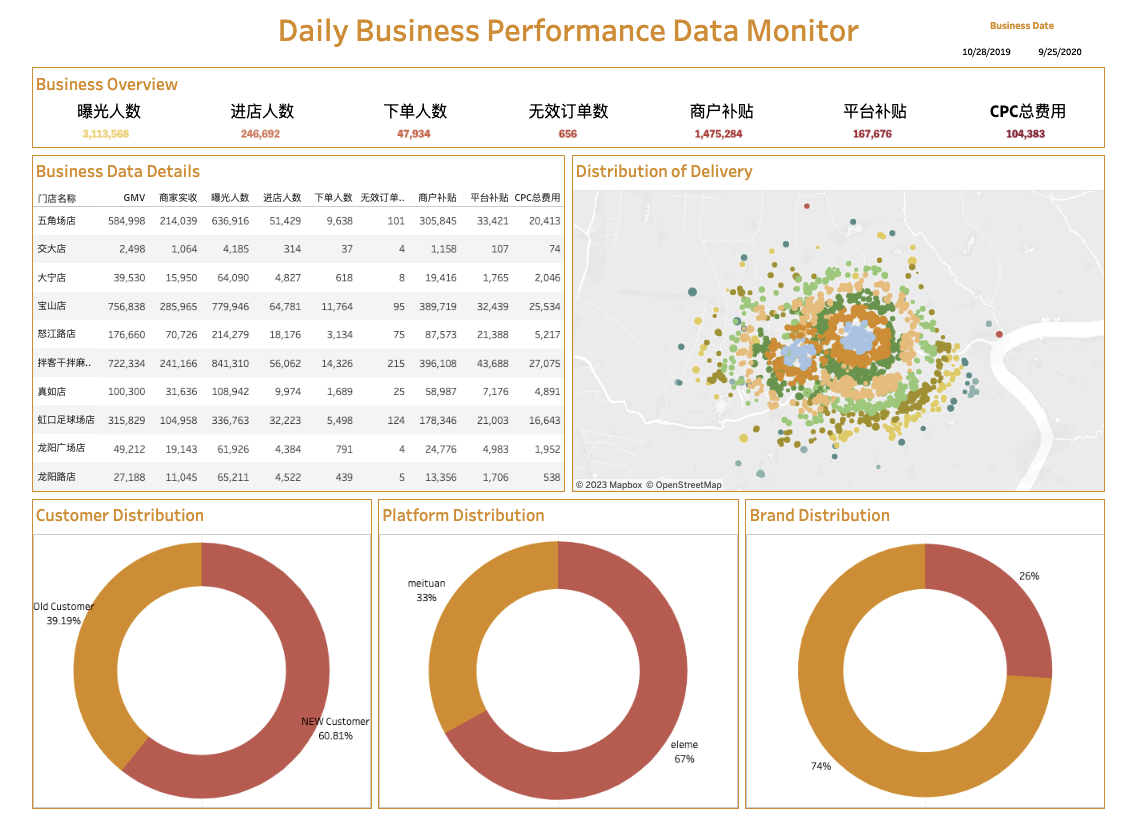 Daily Business Performance Data Monitor
Business Date
10/28/2019 9/25/2020
Business Overview
曝光人数 进店人数 下单人数 无效订单数 商户补贴 平台补贴 CPC总费用
3,113,568 246,692 47,934 656 1,475,284 167,676 104,383
Business Data Details
门店名称 GMV 商家实收 曝光人数 进店人数 下单人数 无效订单.. 商户补贴 平台补贴 CPC总费用
五角场店 584,998 214,039 636,916 51,429 9,638 101 305,845 33,421 20,413
交大店 2,498 1,064 4,185 314 37 4 1,158 107 74
大宁店 39,530 15,950 64,090 4,827 618 8 19,416 1,765 2,046
宝山店 756,838 285,965 779,946 64,781 11,764 95 389,719 32,439 25,534
怒江路店 176,660 70,726 214,279 18,176 3,134 75 87,573 21,388 5,217
拌客干拌麻.. 722,334 241,166 841,310 56,062 14,326 215 396,108 43,688 27,075
真如店 100,300 31,636 108,942 9,974 1,689 25 58,987 7,176 4,891
虹口足球场店 315,829 104,958 336,763 32,223 5,498 124 178,346 21,003 16,643
龙阳广场店 49,212 19,143 61,926 4,384 791 4 24,776 4,983 1,952
龙阳路店 27,188 11,045 65,211 4,522 439 5 13,356 1,706 538
Distribution of Delivery
© 2023 Mapbox © OpenStreetMap
Customer Distribution
Old Customer
39.19%
NEW Customer
60.81%
Platform Distribution
meituan
33%
eleme
67%
Brand Distribution
26%
74%